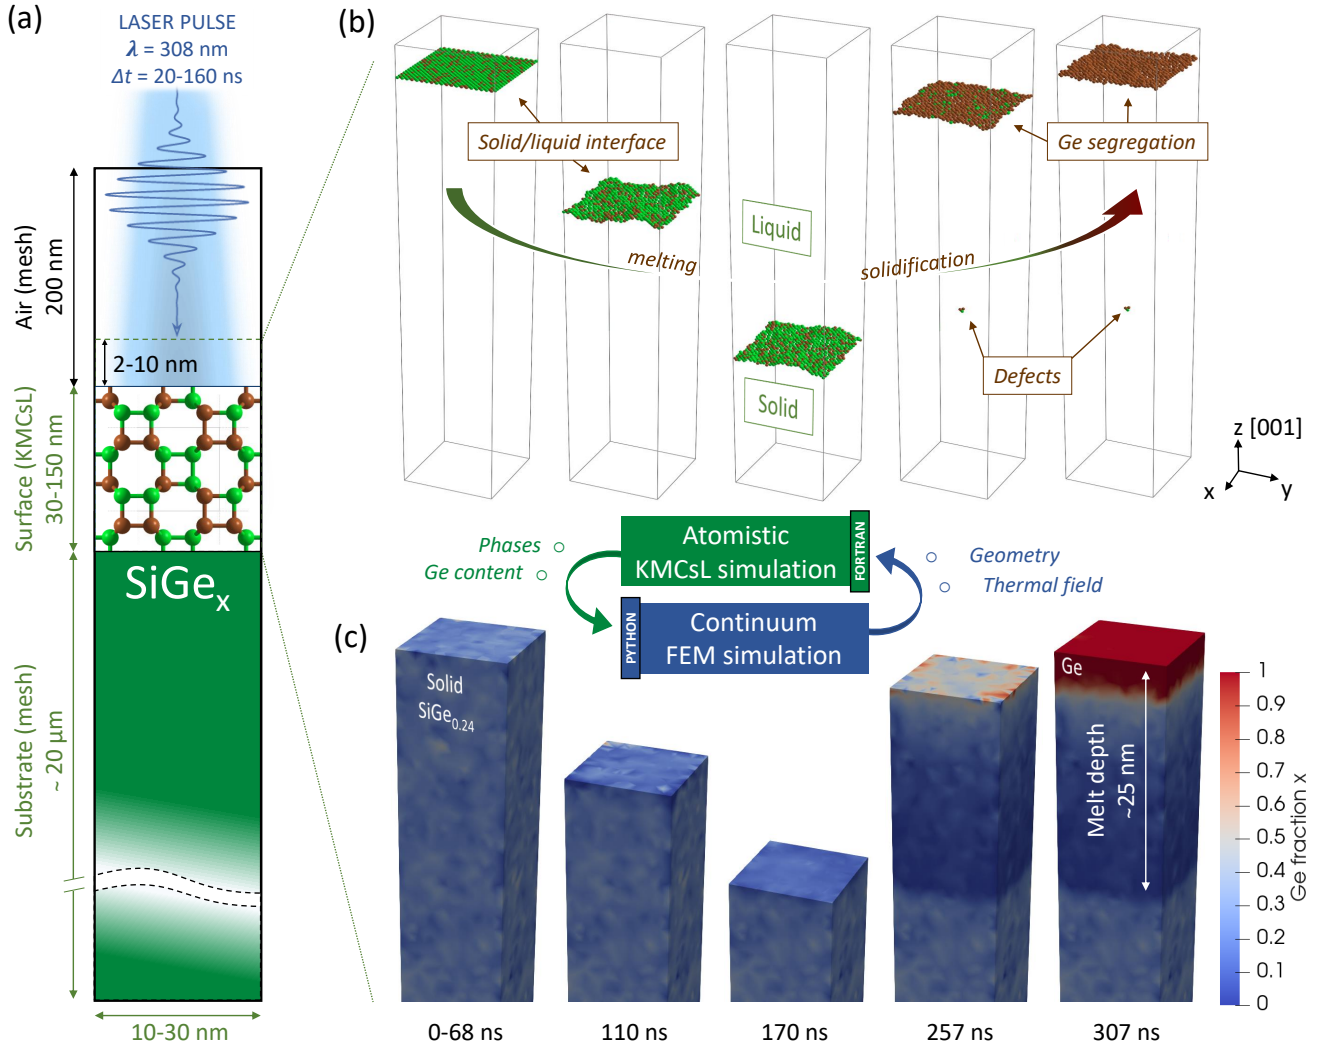 (a)
LASER PULSE
λ = 308 nm
Δt = 20-160 ns
Air (mesh)
200 nm
2-10 nm
Surface (KMCsL)
30-150 nm
SiGeₓ
Substrate (mesh)
~ 20 μm
10-30 nm
(b)
Solid/liquid interface
Ge segregation
Liquid
melting
solidification
Defects
Solid
z [001]
x
y
Phases
Ge content
Atomistic
KMCsL simulation
FORTRAN
Geometry
Thermal field
PYTHON
Continuum
FEM simulation
(c)
Solid
SiGe₀.₂₄
Ge
Melt depth
~25 nm
1
0.9
0.8
0.7
0.6
0.5
0.4
0.3
0.2
0.1
0
Ge fraction x
0-68 ns
110 ns
170 ns
257 ns
307 ns